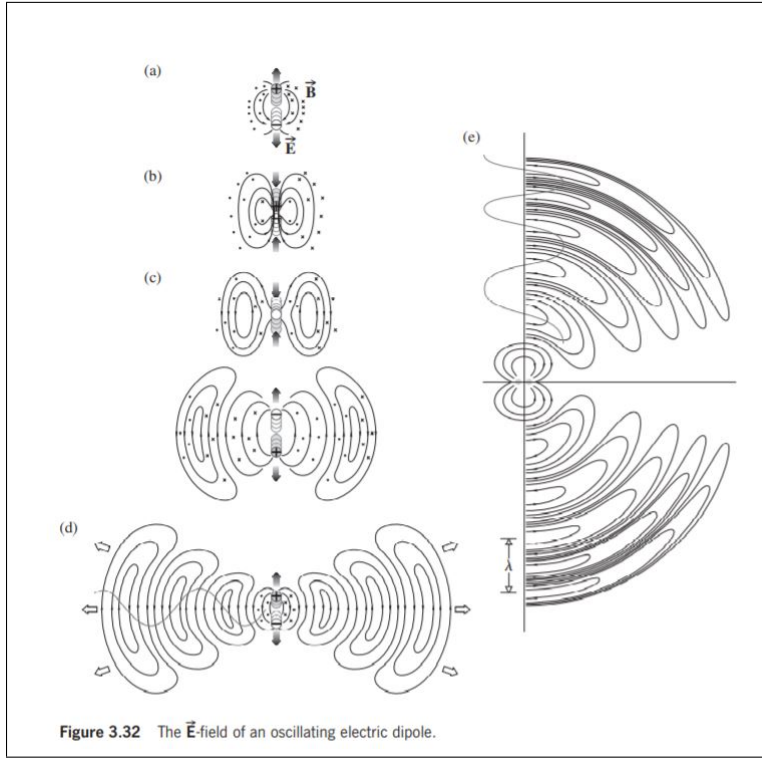 (a)
B
E
(b)
(c)
(d)
(e)
λ
Figure 3.32 The E-field of an oscillating electric dipole.